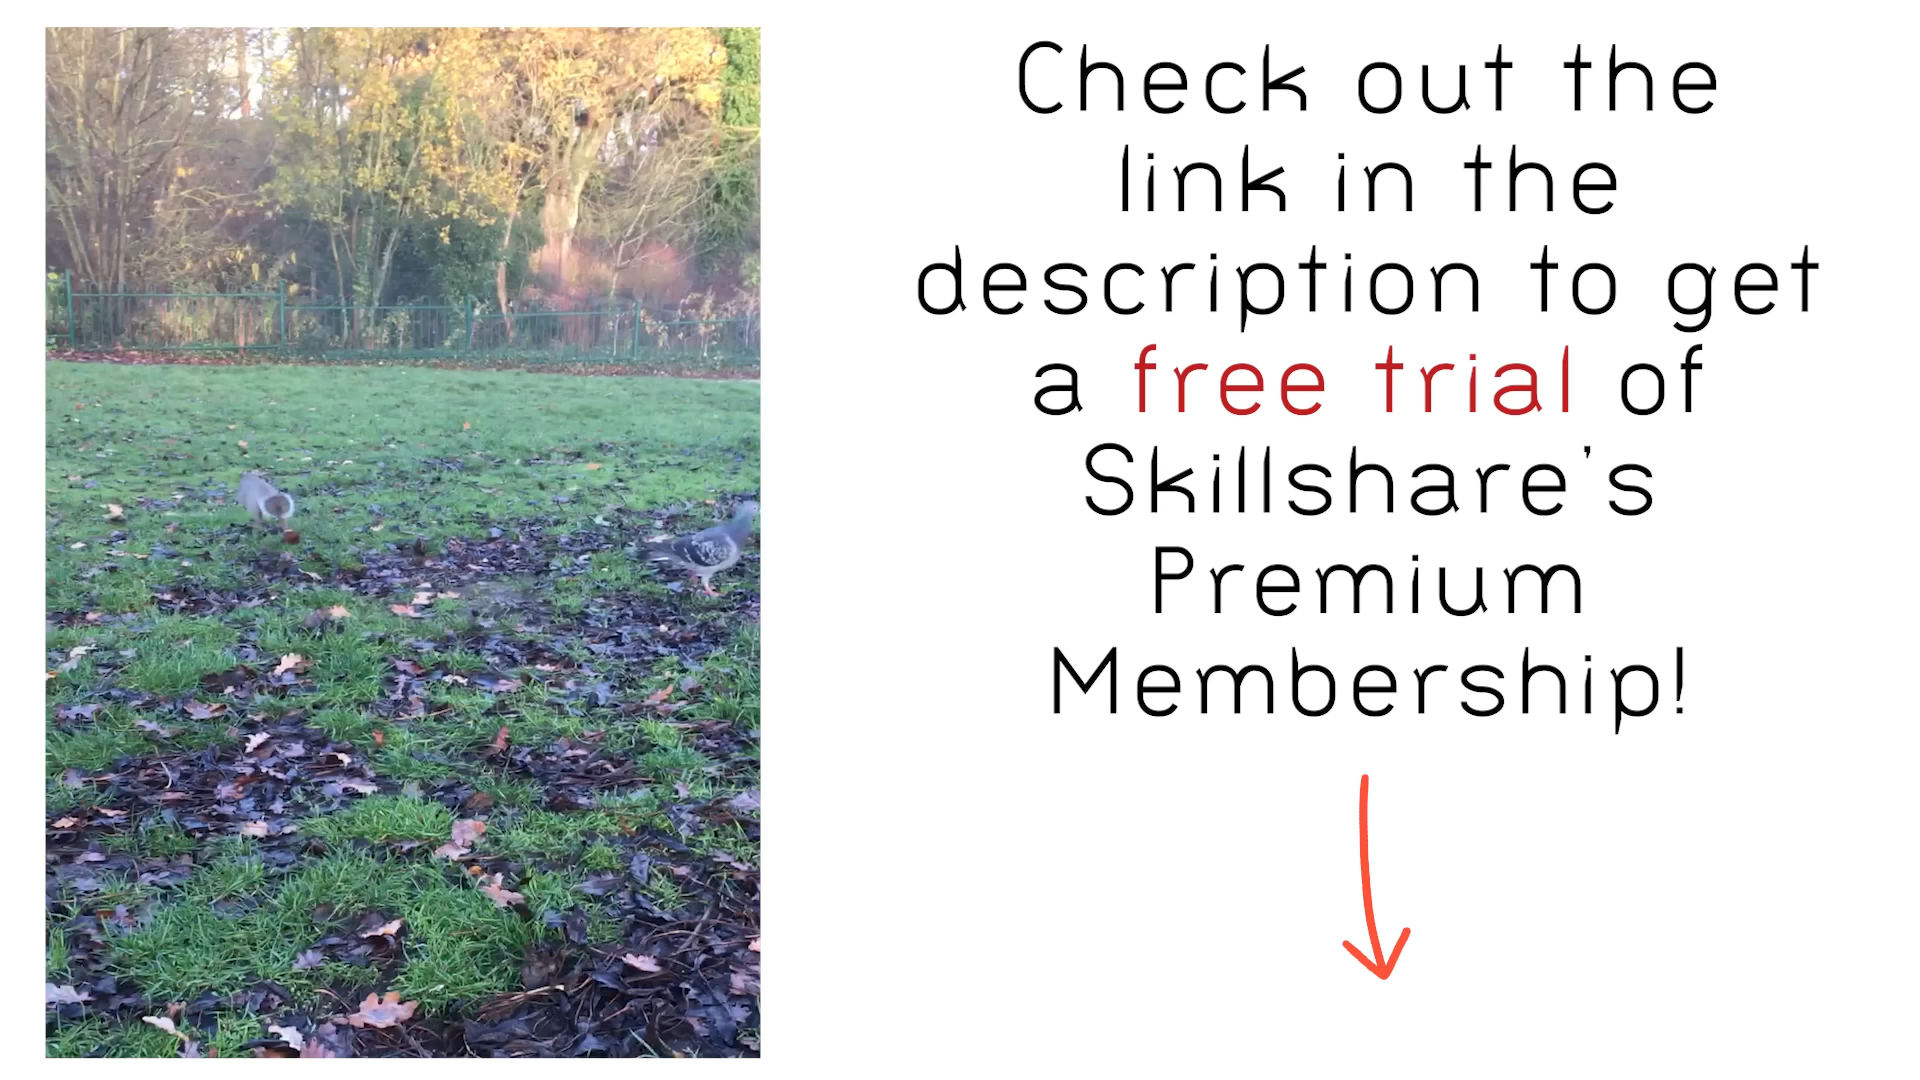 Check out the
link in the
description to get
a free trial of
Skillshare's
Premium
Membership!